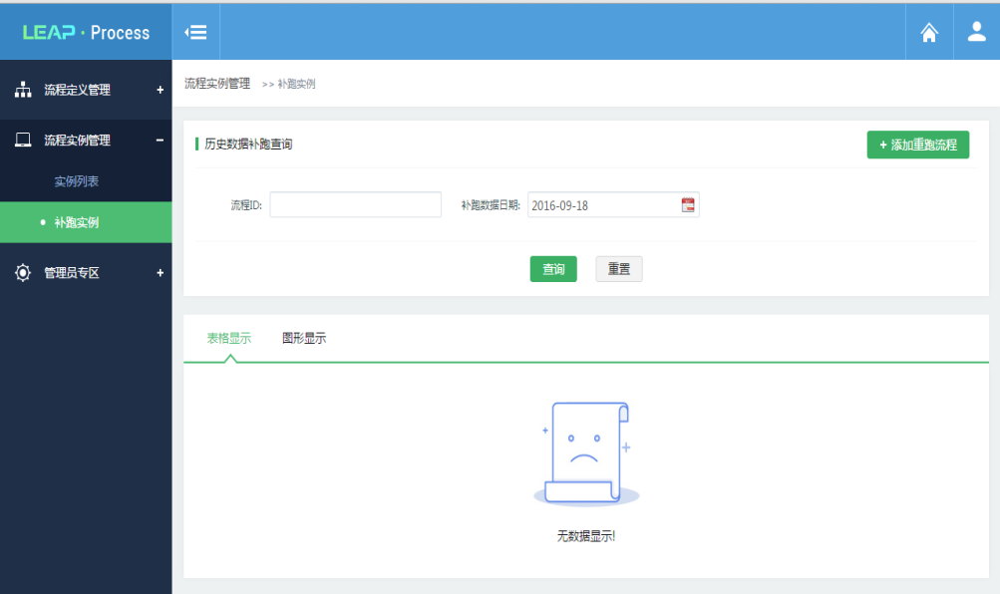 LEAP · Process
流程定义管理 +
流程实例管理 −
实例列表
补跑实例
管理员专区 +
流程实例管理 >> 补跑实例
历史数据补跑查询
+ 添加重跑流程
流程ID:
补跑数据日期: 2016-09-18
查询 重置
表格显示 图形显示
无数据显示!